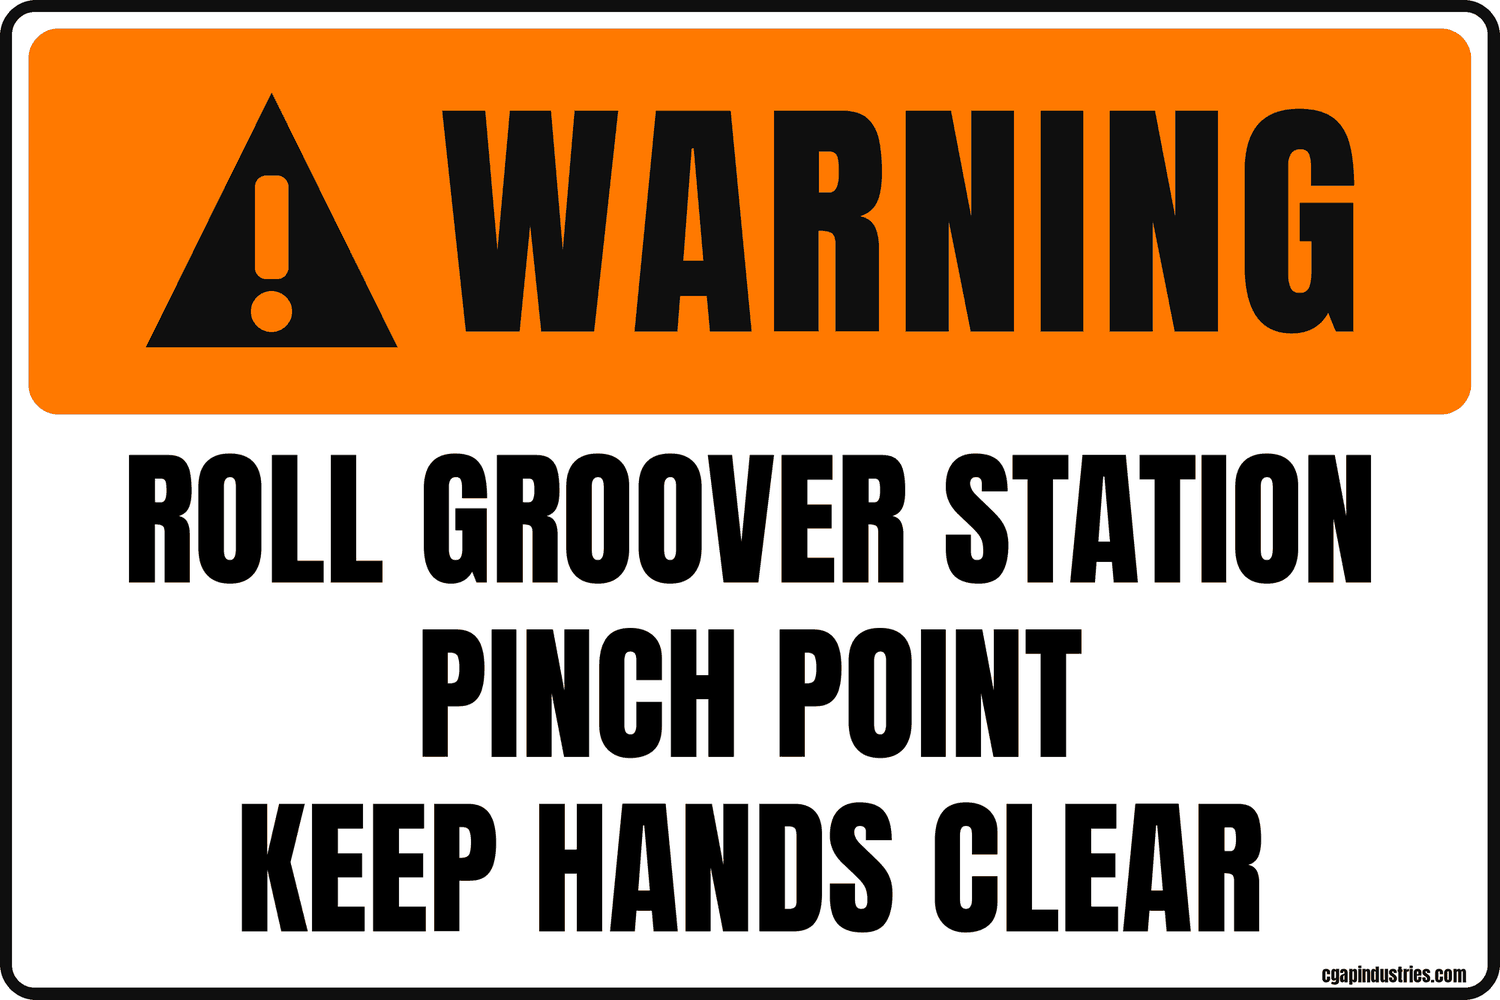 WARNING
ROLL GROOVER STATION
PINCH POINT
KEEP HANDS CLEAR
cgapindustries.com